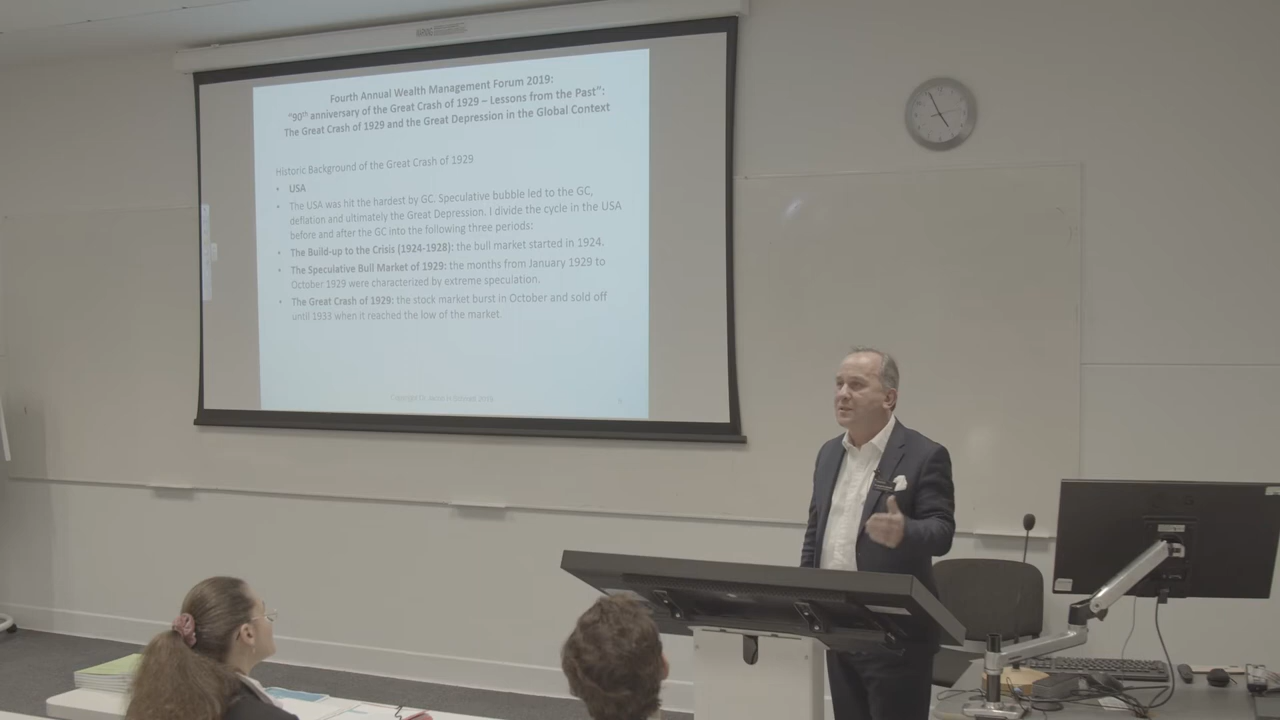 Fourth Annual Wealth Management Forum 2019:
"90th anniversary of the Great Crash of 1929 – Lessons from the Past":
The Great Crash of 1929 and the Great Depression in the Global Context
Historic Background of the Great Crash of 1929
• USA
• The USA was hit the hardest by GC. Speculative bubble led to the GC,
deflation and ultimately the Great Depression. I divide the cycle in the USA
before and after the GC into the following three periods:
• The Build-up to the Crisis (1924-1928): the bull market started in 1924.
• The Speculative Bull Market of 1929: the months from January 1929 to
October 1929 were characterized by extreme speculation.
• The Great Crash of 1929: the stock market burst in October and sold off
until 1933 when it reached the low of the market.
Copyright